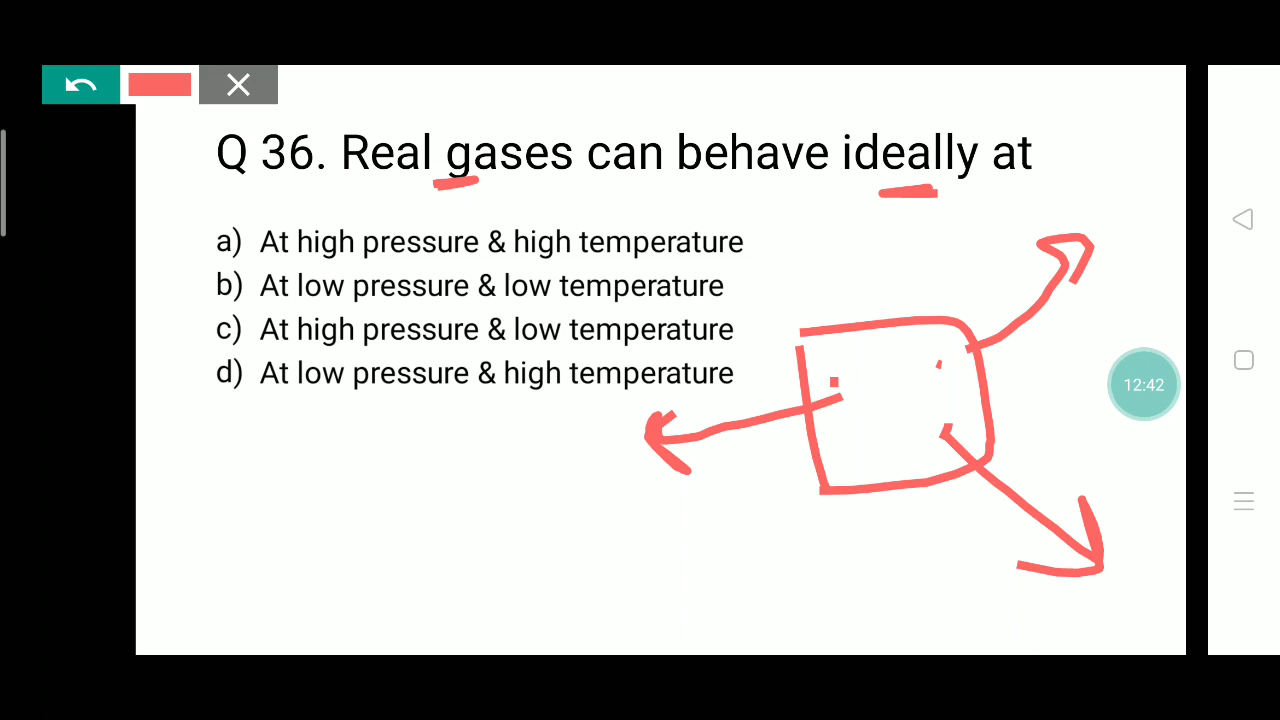 Q 36. Real gases can behave ideally at
a) At high pressure & high temperature
b) At low pressure & low temperature
c) At high pressure & low temperature
d) At low pressure & high temperature
12:42